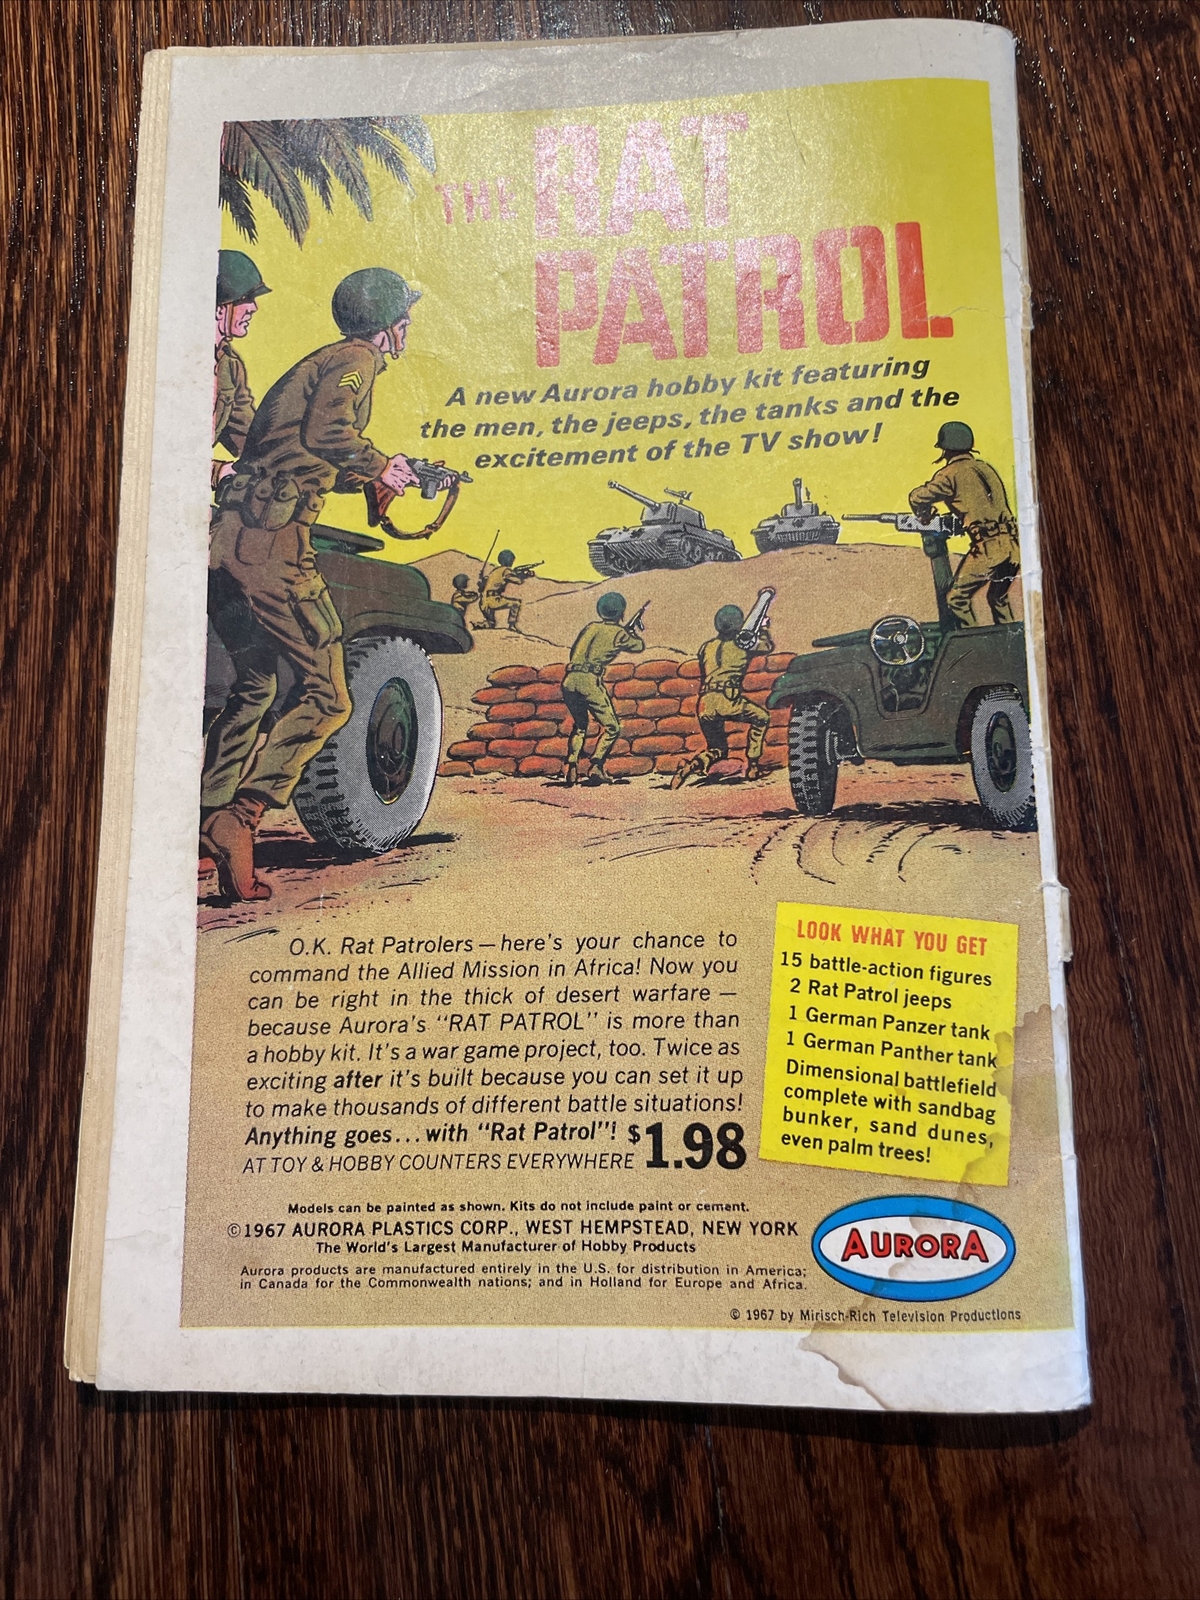 THE RAT
PATROL
A new Aurora hobby kit featuring
the men, the jeeps, the tanks and the
excitement of the TV show!
O.K. Rat Patrolers — here's your chance to
command the Allied Mission in Africa! Now you
can be right in the thick of desert warfare —
because Aurora's "RAT PATROL" is more than
a hobby kit. It's a war game project, too. Twice as
exciting after it's built because you can set it up
to make thousands of different battle situations!
Anything goes... with "Rat Patrol"! $1.98
AT TOY & HOBBY COUNTERS EVERYWHERE
LOOK WHAT YOU GET
15 battle-action figures
2 Rat Patrol jeeps
1 German Panzer tank
1 German Panther tank
Dimensional battlefield
complete with sandbag
bunker, sand dunes,
even palm trees!
Models can be painted as shown. Kits do not include paint or cement.
©1967 AURORA PLASTICS CORP., WEST HEMPSTEAD, NEW YORK
The World's Largest Manufacturer of Hobby Products
Aurora products are manufactured entirely in the U.S. for distribution in America;
in Canada for the Commonwealth nations; and in Holland for Europe and Africa.
AURORA
© 1967 by Mirisch-Rich Television Productions